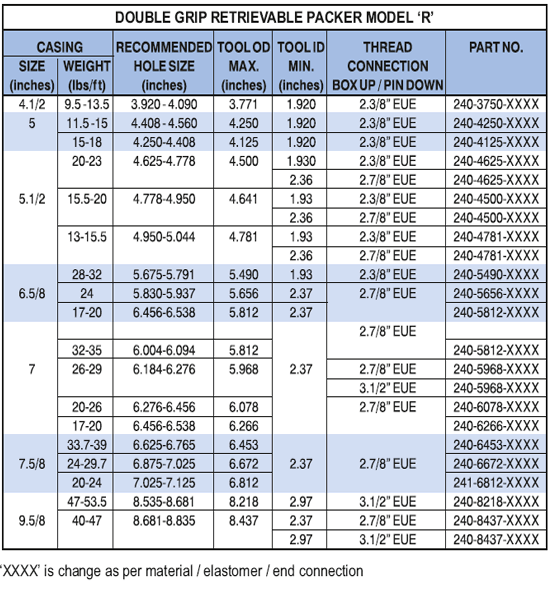 DOUBLE GRIP RETRIEVABLE PACKER MODEL ‘R’
CASING RECOMMENDED TOOL OD TOOL ID THREAD PART NO.
SIZE WEIGHT HOLE SIZE MAX. MIN. CONNECTION
(inches) (lbs/ft) (inches) (inches) (inches) BOX UP / PIN DOWN
4.1/2 9.5 -13.5 3.920 - 4.090 3.771 1.920 2.3/8” EUE 240-3750-XXXX
5 11.5 -15 4.408 - 4.560 4.250 1.920 2.3/8” EUE 240-4250-XXXX
15-18 4.250-4.408 4.125 1.920 2.3/8” EUE 240-4125-XXXX
20-23 4.625-4.778 4.500 1.930 2.3/8” EUE 240-4625-XXXX
2.36 2.7/8” EUE 240-4625-XXXX
5.1/2 15.5-20 4.778-4.950 4.641 1.93 2.3/8” EUE 240-4500-XXXX
2.36 2.7/8” EUE 240-4500-XXXX
13-15.5 4.950-5.044 4.781 1.93 2.3/8” EUE 240-4781-XXXX
2.36 2.7/8” EUE 240-4781-XXXX
28-32 5.675-5.791 5.490 1.93 2.3/8” EUE 240-5490-XXXX
6.5/8 24 5.830-5.937 5.656 2.37 2.7/8” EUE 240-5656-XXXX
17-20 6.456-6.538 5.812 2.37 240-5812-XXXX
2.7/8” EUE
32-35 6.004-6.094 5.812 240-5812-XXXX
7 26-29 6.184-6.276 5.968 2.37 2.7/8” EUE 240-5968-XXXX
3.1/2” EUE 240-5968-XXXX
20-26 6.276-6.456 6.078 2.7/8” EUE 240-6078-XXXX
17-20 6.456-6.538 6.266 240-6266-XXXX
33.7-39 6.625-6.765 6.453 240-6453-XXXX
7.5/8 24-29.7 6.875-7.025 6.672 2.37 2.7/8” EUE 240-6672-XXXX
20-24 7.025-7.125 6.812 241-6812-XXXX
47-53.5 8.535-8.681 8.218 2.97 3.1/2” EUE 240-8218-XXXX
9.5/8 40-47 8.681-8.835 8.437 2.37 2.7/8” EUE 240-8437-XXXX
2.97 3.1/2” EUE 240-8437-XXXX
‘XXXX’ is change as per material / elastomer / end connection